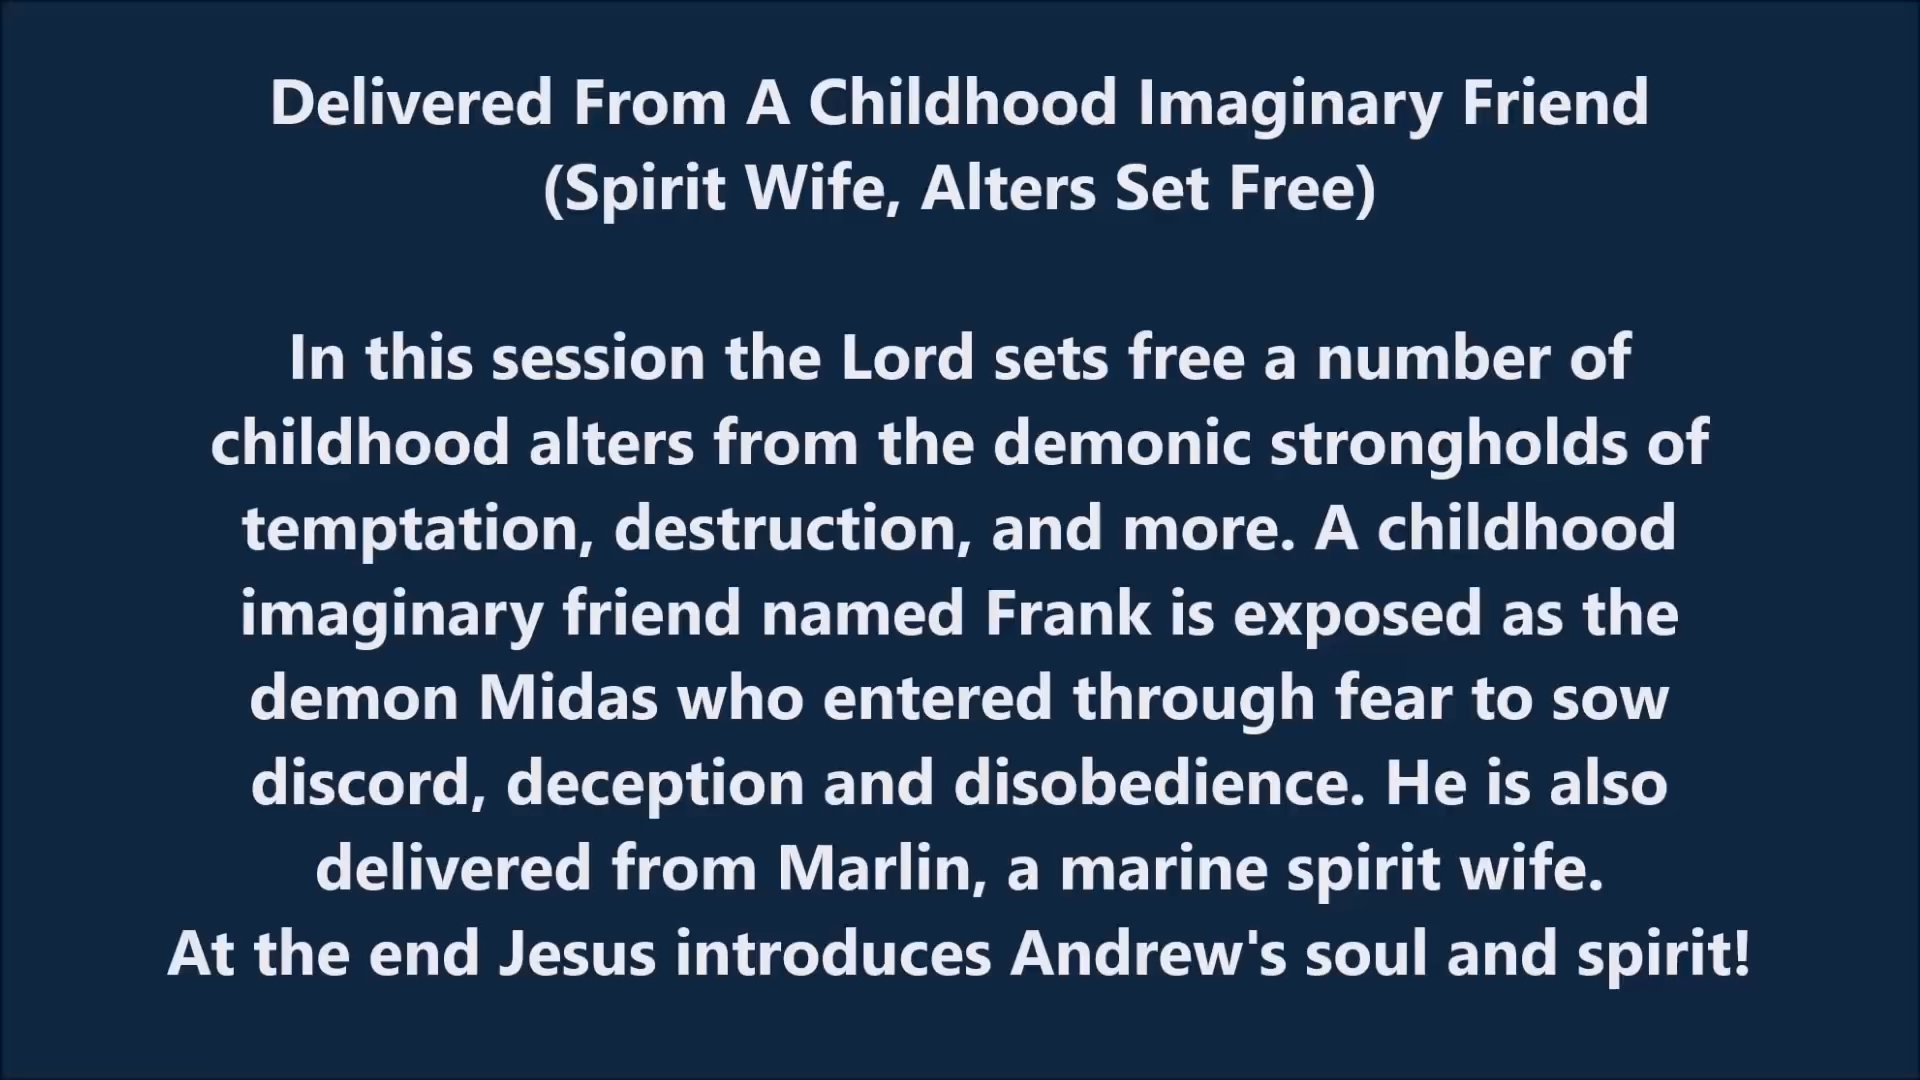 Delivered From A Childhood Imaginary Friend
(Spirit Wife, Alters Set Free)
In this session the Lord sets free a number of
childhood alters from the demonic strongholds of
temptation, destruction, and more. A childhood
imaginary friend named Frank is exposed as the
demon Midas who entered through fear to sow
discord, deception and disobedience. He is also
delivered from Marlin, a marine spirit wife.
At the end Jesus introduces Andrew's soul and spirit!